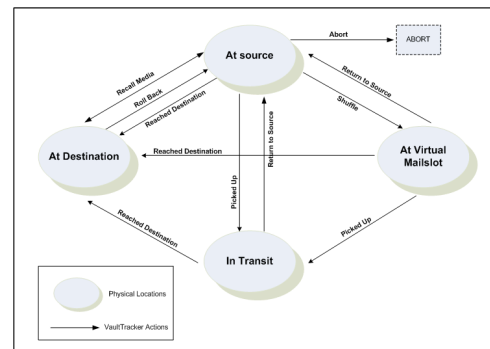 At source
Abort
ABORT
Recall Media
Roll Back
Reached Destination
Return to Source
Shuffle
At Destination
Reached Destination
At Virtual
Mailslot
Picked Up
Return to Source
Reached Destination
Picked Up
In Transit
Physical Locations
VaultTracker Actions